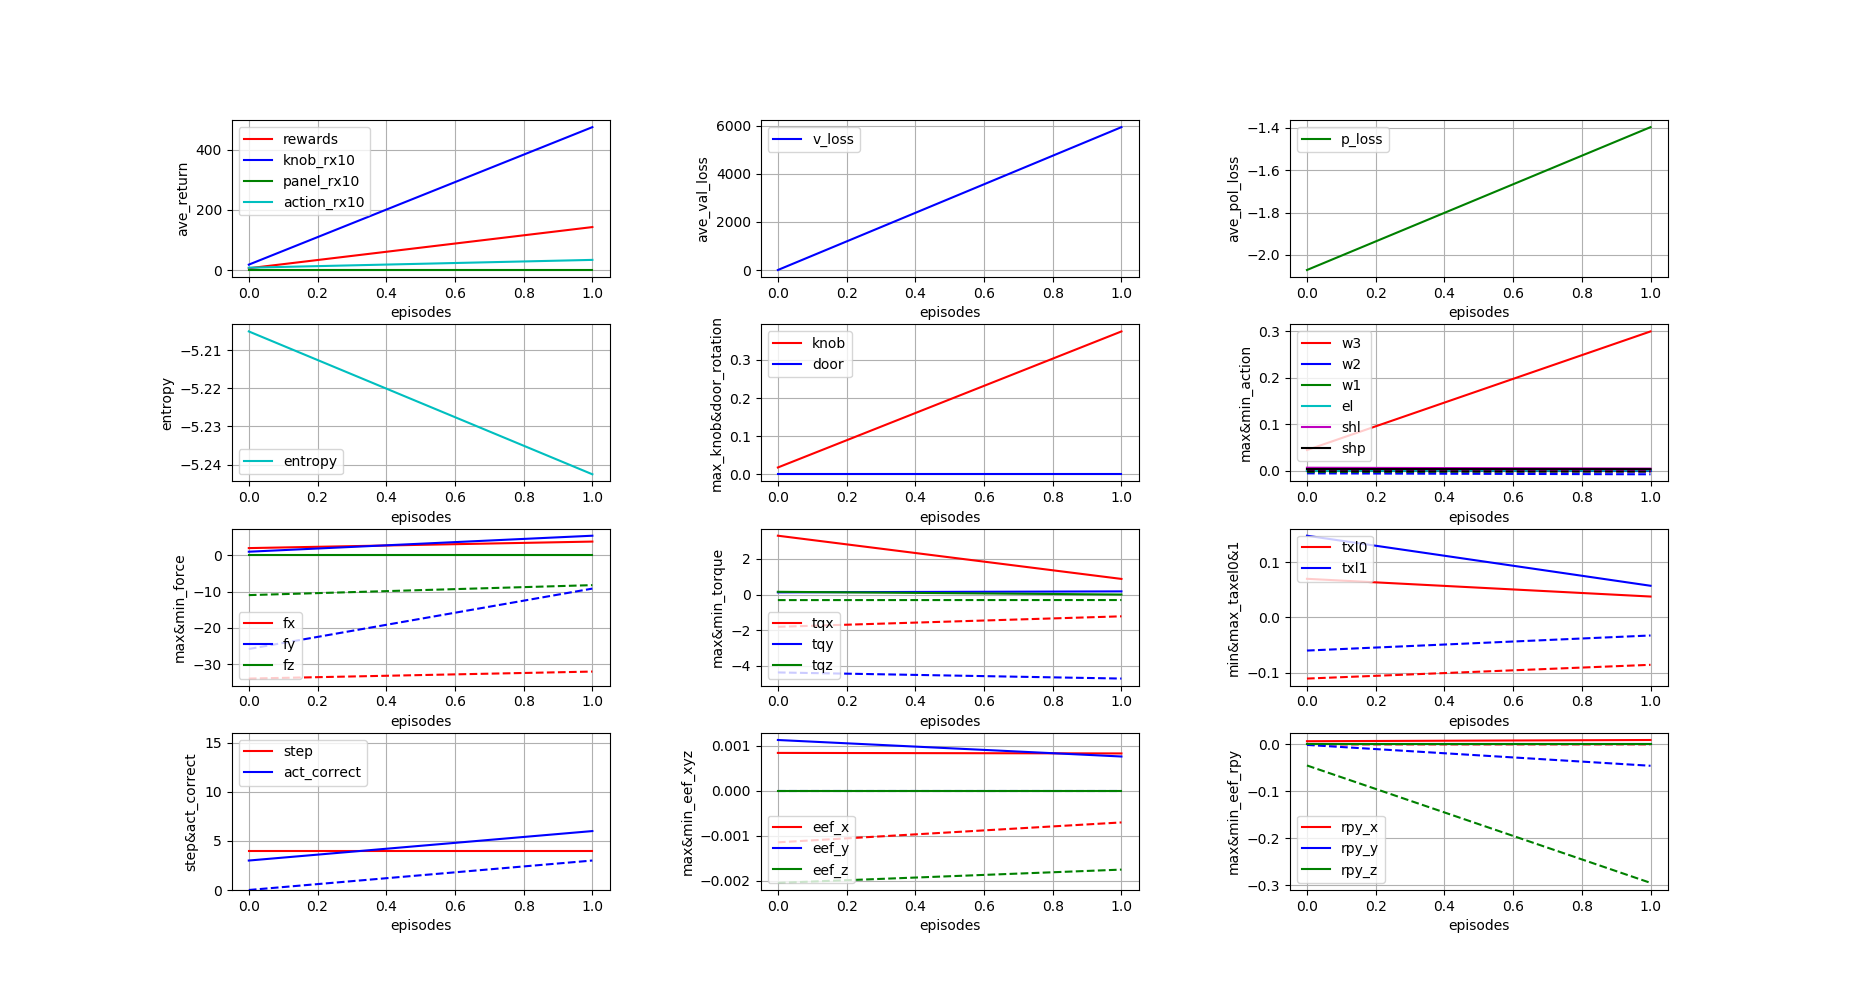 ave_return
400
200
0
rewards
knob_rx10
panel_rx10
action_rx10
0.0 0.2 0.4 0.6 0.8 1.0
episodes
ave_val_loss
6000
4000
2000
0
v_loss
0.0 0.2 0.4 0.6 0.8 1.0
episodes
ave_pol_loss
−1.4
−1.6
−1.8
−2.0
p_loss
0.0 0.2 0.4 0.6 0.8 1.0
episodes
entropy
−5.21
−5.22
−5.23
−5.24
entropy
0.0 0.2 0.4 0.6 0.8 1.0
episodes
max_knob&door_rotation
0.3
0.2
0.1
0.0
knob
door
0.0 0.2 0.4 0.6 0.8 1.0
episodes
max&min_action
0.3
0.2
0.1
0.0
w3
w2
w1
el
shl
shp
0.0 0.2 0.4 0.6 0.8 1.0
episodes
max&min_force
0
−10
−20
−30
fx
fy
fz
0.0 0.2 0.4 0.6 0.8 1.0
episodes
max&min_torque
2
0
−2
−4
tqx
tqy
tqz
0.0 0.2 0.4 0.6 0.8 1.0
episodes
min&max_taxel0&1
0.1
0.0
−0.1
txl0
txl1
0.0 0.2 0.4 0.6 0.8 1.0
episodes
step&act_correct
15
10
5
0
step
act_correct
0.0 0.2 0.4 0.6 0.8 1.0
episodes
max&min_eef_xyz
0.001
0.000
−0.001
−0.002
eef_x
eef_y
eef_z
0.0 0.2 0.4 0.6 0.8 1.0
episodes
max&min_eef_rpy
0.0
−0.1
−0.2
−0.3
rpy_x
rpy_y
rpy_z
0.0 0.2 0.4 0.6 0.8 1.0
episodes